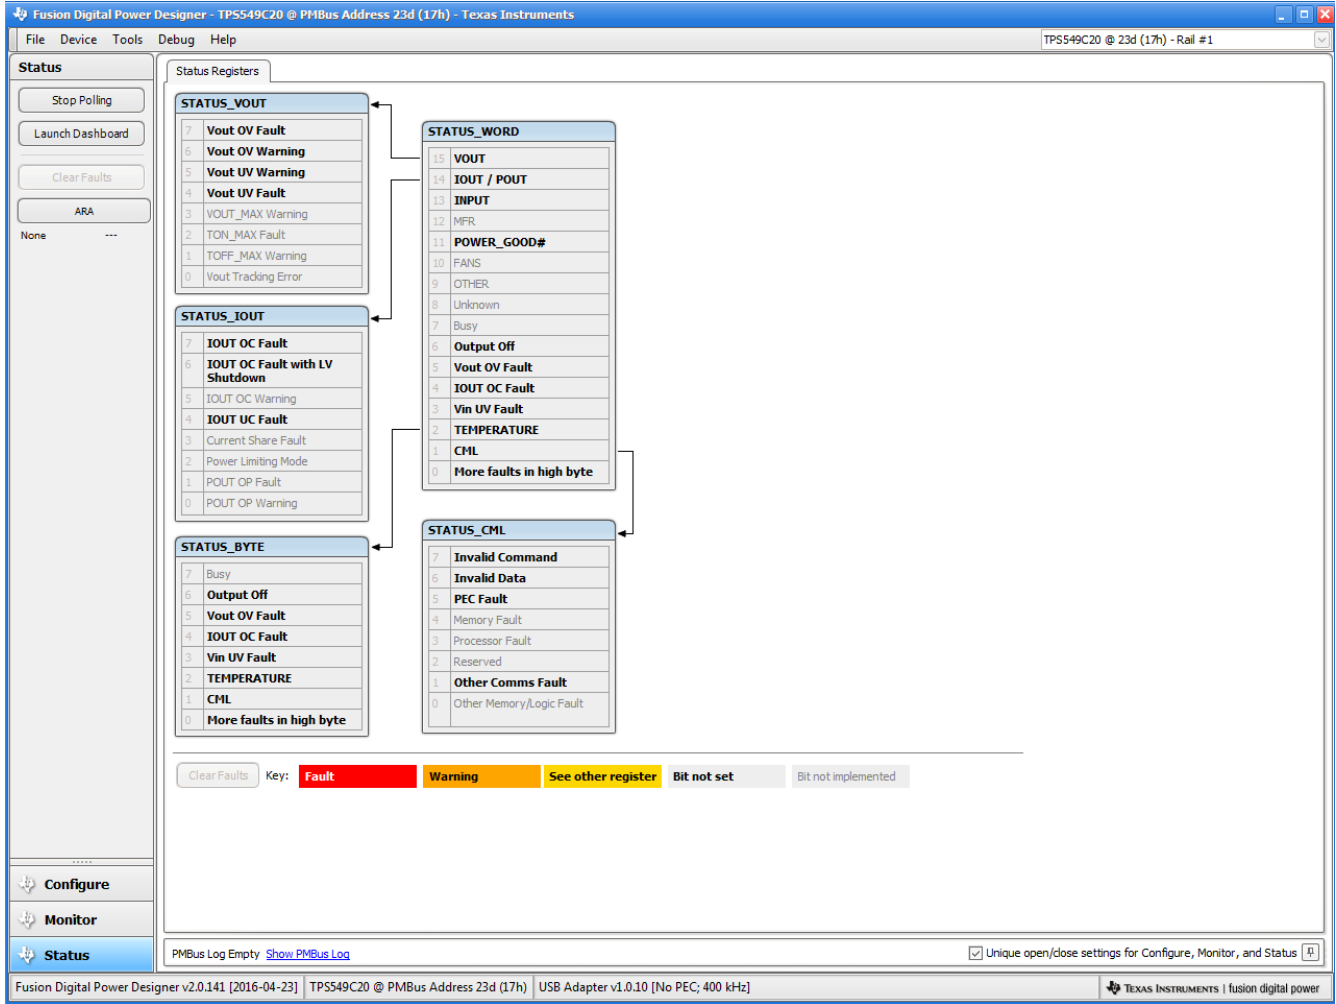 Fusion Digital Power Designer - TPS549C20 @ PMBus Address 23d (17h) - Texas Instruments
File Device Tools Debug Help
TPS549C20 @ 23d (17h) - Rail #1
Status
Stop Polling
Launch Dashboard
Clear Faults
ARA
None ---
Status Registers
STATUS_VOUT
7 Vout OV Fault
6 Vout OV Warning
5 Vout UV Warning
4 Vout UV Fault
3 VOUT_MAX Warning
2 TON_MAX Fault
1 TOFF_MAX Warning
0 Vout Tracking Error
STATUS_IOUT
7 IOUT OC Fault
6 IOUT OC Fault with LV
Shutdown
5 IOUT OC Warning
4 IOUT UC Fault
3 Current Share Fault
2 Power Limiting Mode
1 POUT OP Fault
0 POUT OP Warning
STATUS_BYTE
7 Busy
6 Output Off
5 Vout OV Fault
4 IOUT OC Fault
3 Vin UV Fault
2 TEMPERATURE
1 CML
0 More faults in high byte
STATUS_WORD
15 VOUT
14 IOUT / POUT
13 INPUT
12 MFR
11 POWER_GOOD#
10 FANS
9 OTHER
8 Unknown
7 Busy
6 Output Off
5 Vout OV Fault
4 IOUT OC Fault
3 Vin UV Fault
2 TEMPERATURE
1 CML
0 More faults in high byte
STATUS_CML
7 Invalid Command
6 Invalid Data
5 PEC Fault
4 Memory Fault
3 Processor Fault
2 Reserved
1 Other Comms Fault
0 Other Memory/Logic Fault
Clear Faults Key: Fault Warning See other register Bit not set Bit not implemented
Configure
Monitor
Status
PMBus Log Empty Show PMBus Log
Unique open/close settings for Configure, Monitor, and Status
Fusion Digital Power Designer v2.0.141 [2016-04-23] TPS549C20 @ PMBus Address 23d (17h) USB Adapter v1.0.10 [No PEC; 400 kHz]
TEXAS INSTRUMENTS | fusion digital power